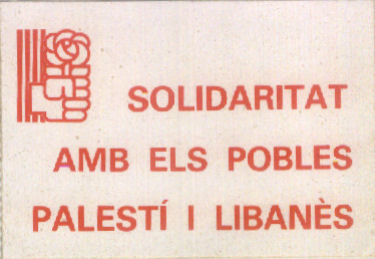 SOLIDARITAT
AMB ELS POBLES
PALESTÍ I LIBANÈS